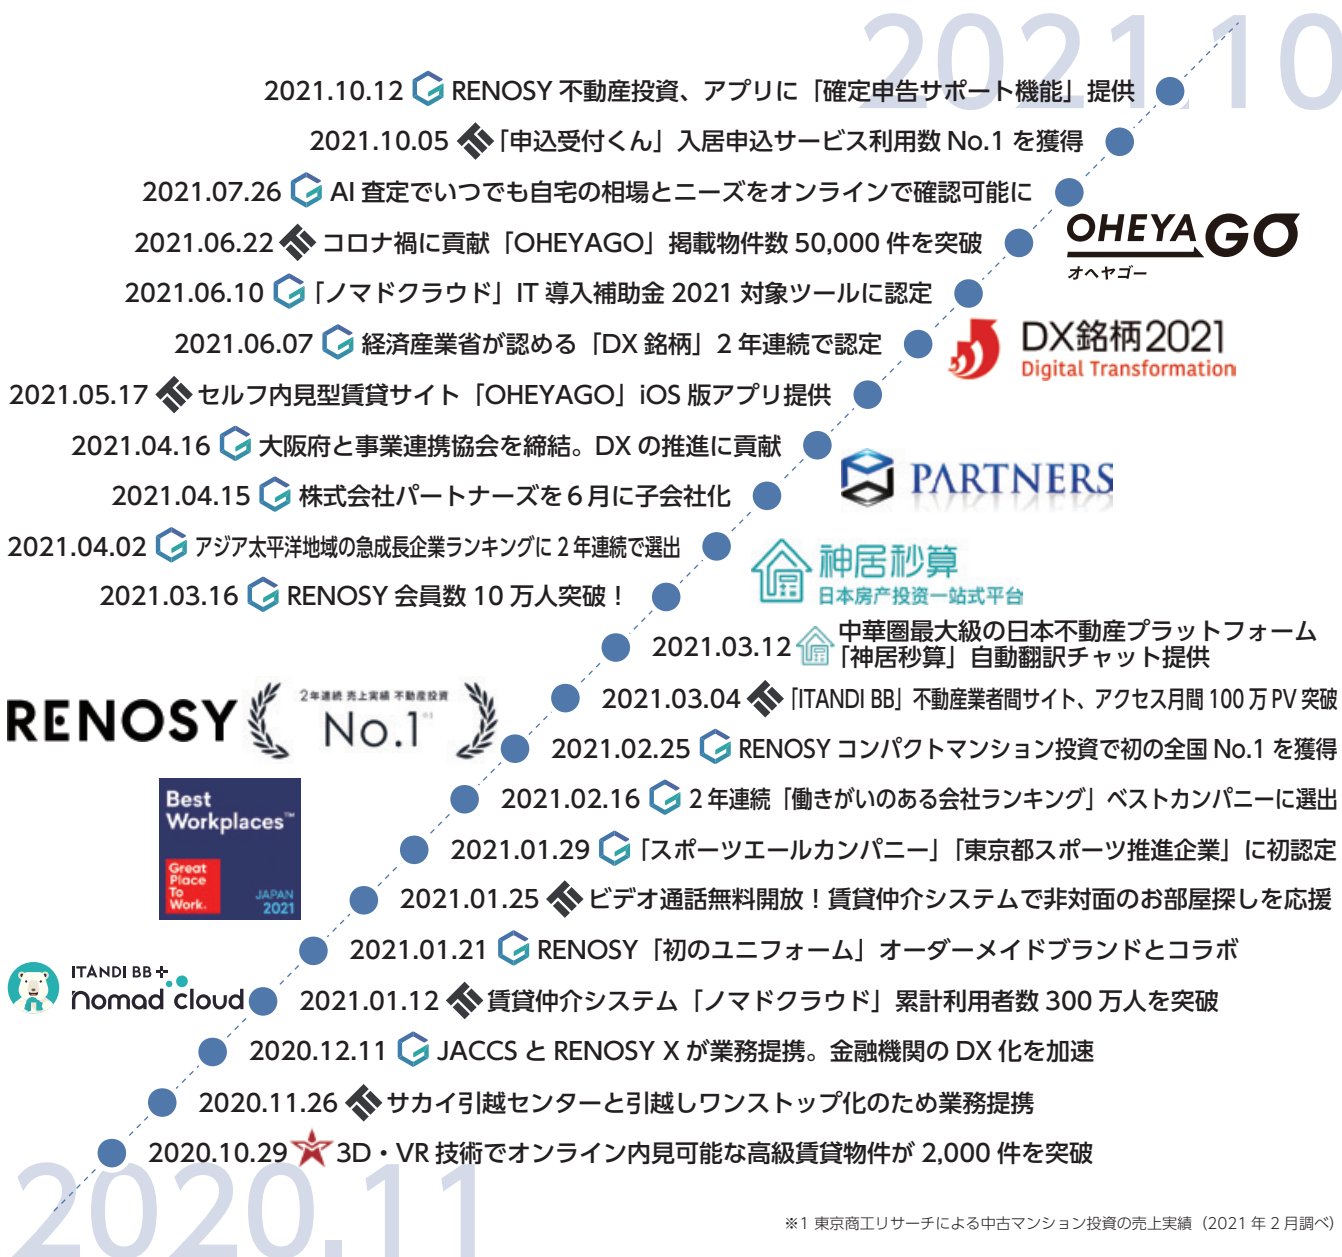 2021.10
2021.10.12 RENOSY 不動産投資、アプリに「確定申告サポート機能」提供
2021.10.05 「申込受付くん」入居申込サービス利用数 No.1 を獲得
2021.07.26 AI 査定でいつでも自宅の相場とニーズをオンラインで確認可能に
2021.06.22 コロナ禍に貢献「OHEYAGO」掲載物件数 50,000 件を突破
OHEYAGO
オヘヤゴー
2021.06.10 「ノマドクラウド」IT 導入補助金 2021 対象ツールに認定
2021.06.07 経済産業省が認める「DX 銘柄」2 年連続で認定
DX銘柄2021
Digital Transformation
2021.05.17 セルフ内見型賃貸サイト「OHEYAGO」iOS 版アプリ提供
2021.04.16 大阪府と事業連携協会を締結。DX の推進に貢献
2021.04.15 株式会社パートナーズを 6 月に子会社化
PARTNERS
2021.04.02 アジア太平洋地域の急成長企業ランキングに 2 年連続で選出
神居秒算
日本房产投资一站式平台
2021.03.16 RENOSY 会員数 10 万人突破！
2021.03.12 中華圏最大級の日本不動産プラットフォーム
「神居秒算」自動翻訳チャット提供
2021.03.04 「ITANDI BB」不動産業者間サイト、アクセス月間 100 万 PV 突破
RENOSY
2年連続 売上実績 不動産投資
No.1※1
2021.02.25 RENOSY コンパクトマンション投資で初の全国 No.1 を獲得
2021.02.16 2 年連続「働きがいのある会社ランキング」ベストカンパニーに選出
Best
Workplaces™
Great
Place
To
Work.
JAPAN
2021
2021.01.29 「スポーツエールカンパニー」「東京都スポーツ推進企業」に初認定
2021.01.25 ビデオ通話無料開放！賃貸仲介システムで非対面のお部屋探しを応援
2021.01.21 RENOSY「初のユニフォーム」オーダーメイドブランドとコラボ
ITANDI BB +
nomad cloud
2021.01.12 賃貸仲介システム「ノマドクラウド」累計利用者数 300 万人を突破
2020.12.11 JACCS と RENOSY X が業務提携。金融機関の DX 化を加速
2020.11.26 サカイ引越センターと引越しワンストップ化のため業務提携
2020.10.29 3D・VR 技術でオンライン内見可能な高級賃貸物件が 2,000 件を突破
2020.11
※1 東京商工リサーチによる中古マンション投資の売上実績（2021 年 2 月調べ）